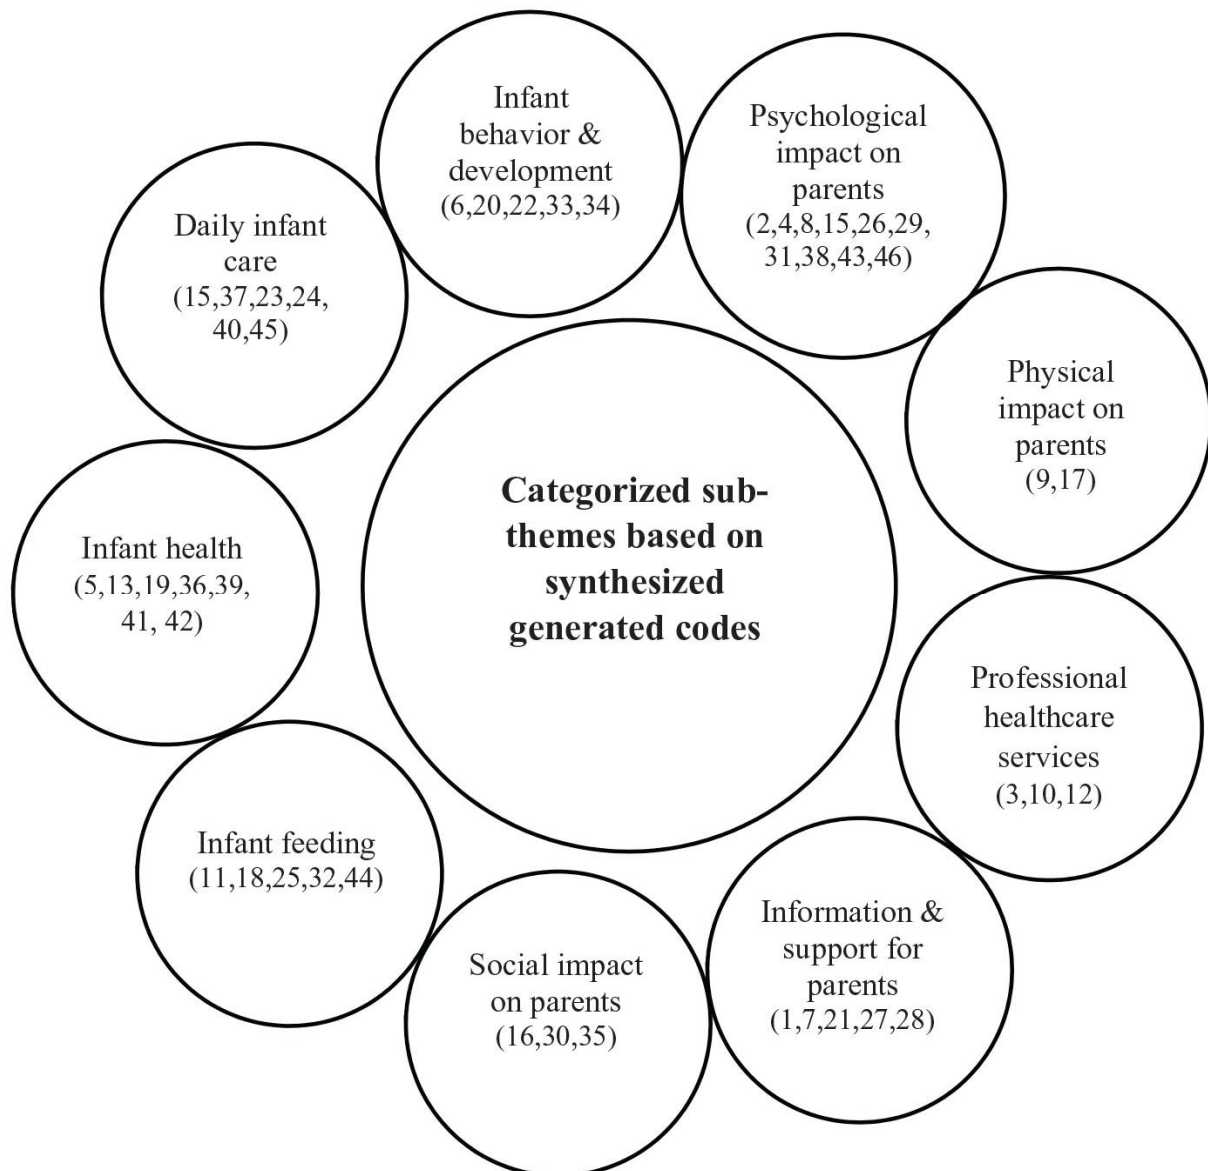 Infant
behavior &
development
(6,20,22,33,34)
Psychological
impact on
parents
(2,4,8,15,26,29,
31,38,43,46)
Daily infant
care
(15,37,23,24,
40,45)
Physical
impact on
parents
(9,17)
Categorized sub-
themes based on
synthesized
generated codes
Infant health
(5,13,19,36,39,
41, 42)
Professional
healthcare
services
(3,10,12)
Infant feeding
(11,18,25,32,44)
Information &
support for
parents
(1,7,21,27,28)
Social impact
on parents
(16,30,35)